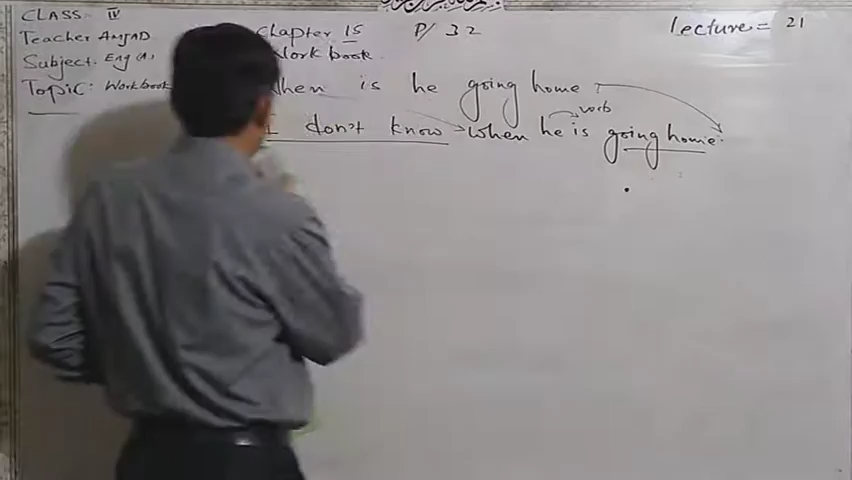 CLASS. IV
Teacher AMJAD
Subject. Eng (A)
Topic: Workbook
Chapter 15 P/ 32
Work book.
Lecture = 21
When is he going home ?
I don't know when he is going home.
verb